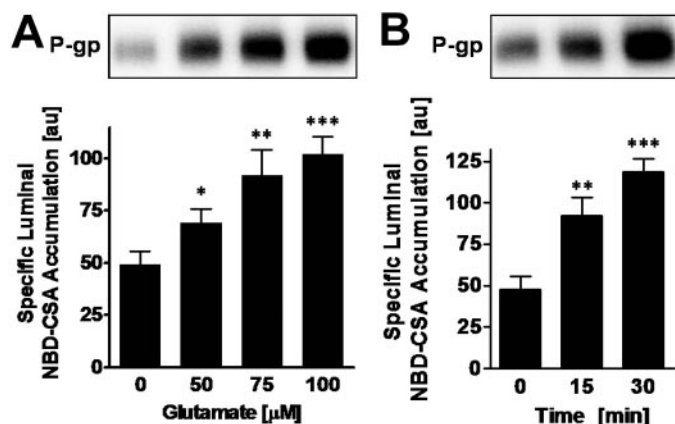 A
P-gp
Specific Luminal
NBD-CSA Accumulation [au]
100
75
50
25
0
*
**
***
0 50 75 100
Glutamate [μM]
B
P-gp
Specific Luminal
NBD-CSA Accumulation [au]
125
100
75
50
25
0
**
***
0 15 30
Time [min]